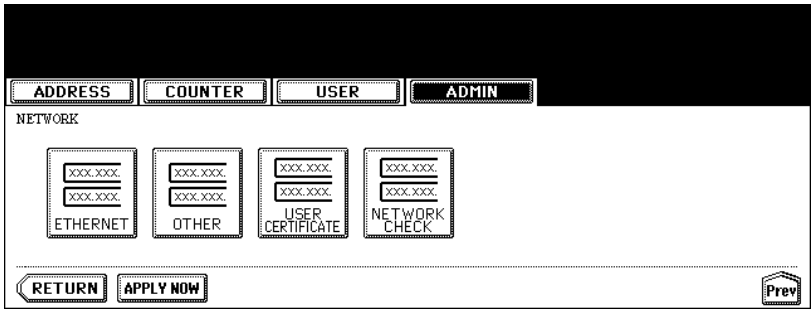 ADDRESS COUNTER USER ADMIN
NETWORK
XXX.XXX. XXX.XXX. XXX.XXX. XXX.XXX.
XXX.XXX. XXX.XXX. XXX.XXX. XXX.XXX.
ETHERNET OTHER USER CERTIFICATE NETWORK CHECK
RETURN APPLY NOW Prev